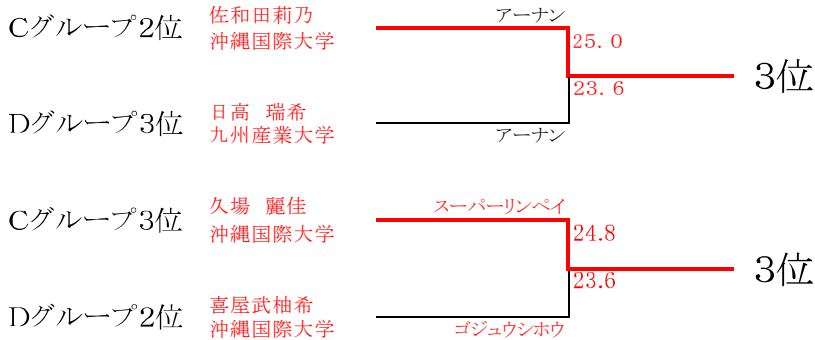 Cグループ2位
佐和田莉乃
沖縄国際大学
アーナン
25.0
3位
23.6
Dグループ3位
日高　瑞希
九州産業大学
アーナン
Cグループ3位
久場　麗佳
沖縄国際大学
スーパーリンペイ
24.8
3位
23.6
Dグループ2位
喜屋武柚希
沖縄国際大学
ゴジュウシホウ